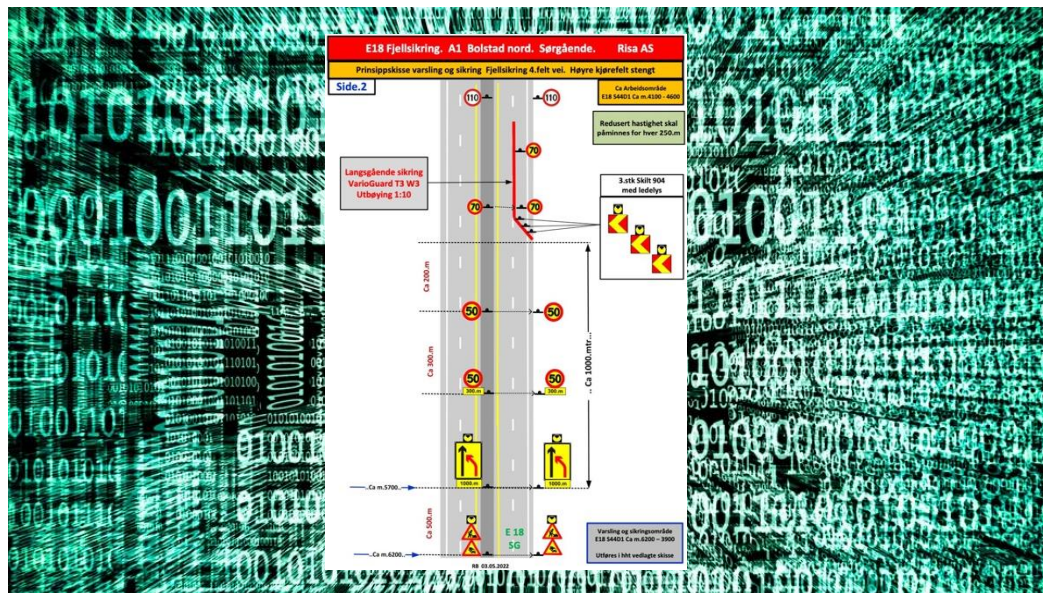 E18 Fjellsikring. A1 Bolstad nord. Sørgående. Risa AS
Prinsippskisse varsling og sikring Fjellsikring 4.felt vei. Høyre kjørefelt stengt
Side.2
Ca Arbeidsområde
E18 S44D1 Ca m.4100 - 4600
110
110
Redusert hastighet skal
påminnes for hver 250.m
70
Langsgående sikring
VarioGuard T3 W3
Utbøying 1:10
3.stk Skilt 904
med ledelys
70
70
Ca 200.m
50
50
Ca 300.m
.. Ca 1000.mtr..
50
50
300.m
300.m
1000.m
1000.m
..Ca m.5700..
Ca 500.m
E 18
SG
Varsling og sikringsområde
E18 S44D1 Ca m.6200 – 3900
Utføres i hht vedlagte skisse
..Ca m.6200..
RB 03.05.2022